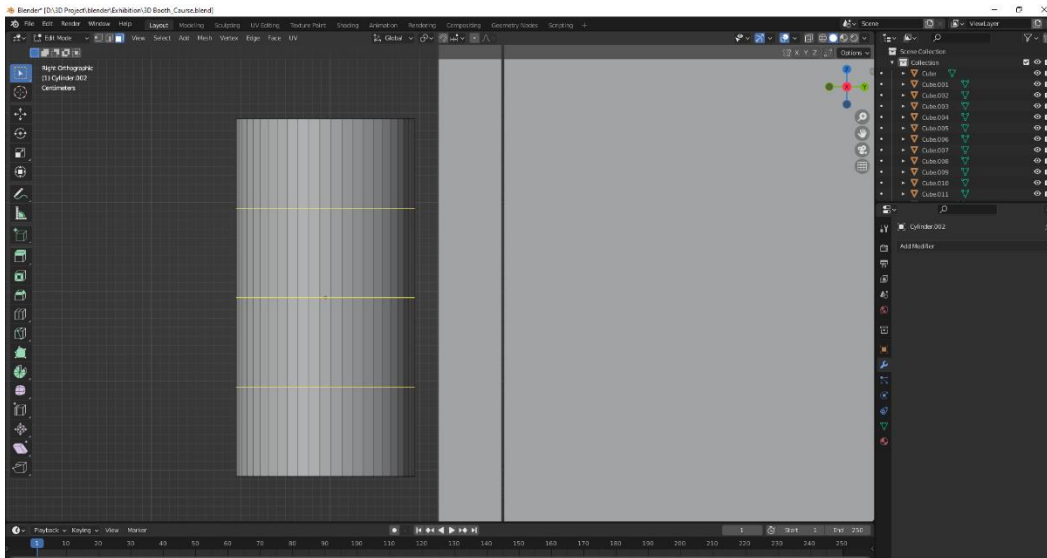 Blender* [D:\3D Project\blender\Exhibition\3D Booth_Caurse.blend]
File Edit Render Window Help Layout Modeling Sculpting UV Editing Texture Paint Shading Animation Rendering Compositing Geometry Nodes Scripting + Scene ViewLayer
Edit Mode View Select Add Mesh Vertex Edge Face UV Global
X Y Z Options
Right Orthographic
(1) Cylinder.002
Centimeters
Z
X
Y
Scene Collection
Collection
Cube
Cube.001
Cube.002
Cube.003
Cube.004
Cube.005
Cube.006
Cube.007
Cube.008
Cube.009
Cube.010
Cube.011
Cylinder.002
Add Modifier
Playback Keying View Marker 1 Start 1 End 250
1 10 20 30 40 50 60 70 80 90 100 110 120 130 140 150 160 170 180 190 200 210 220 230 240 250